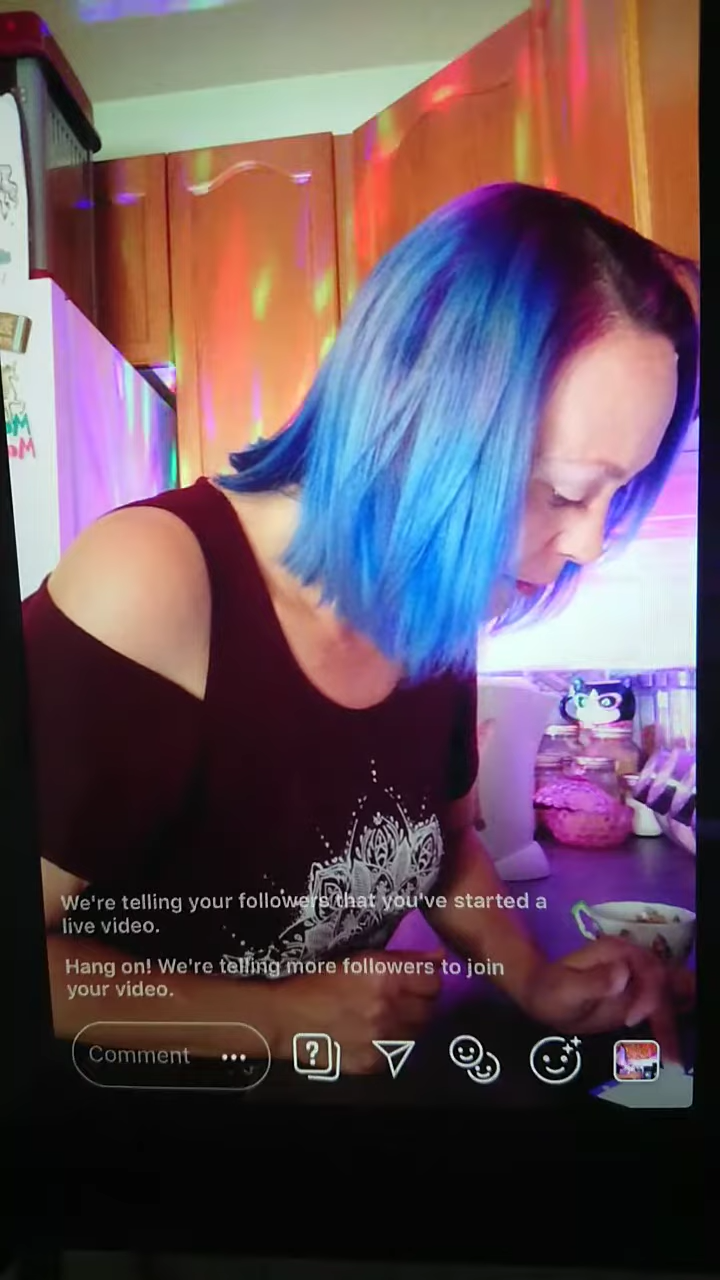 We're telling your followers that you've started a
live video.
Hang on! We're telling more followers to join
your video.
Comment